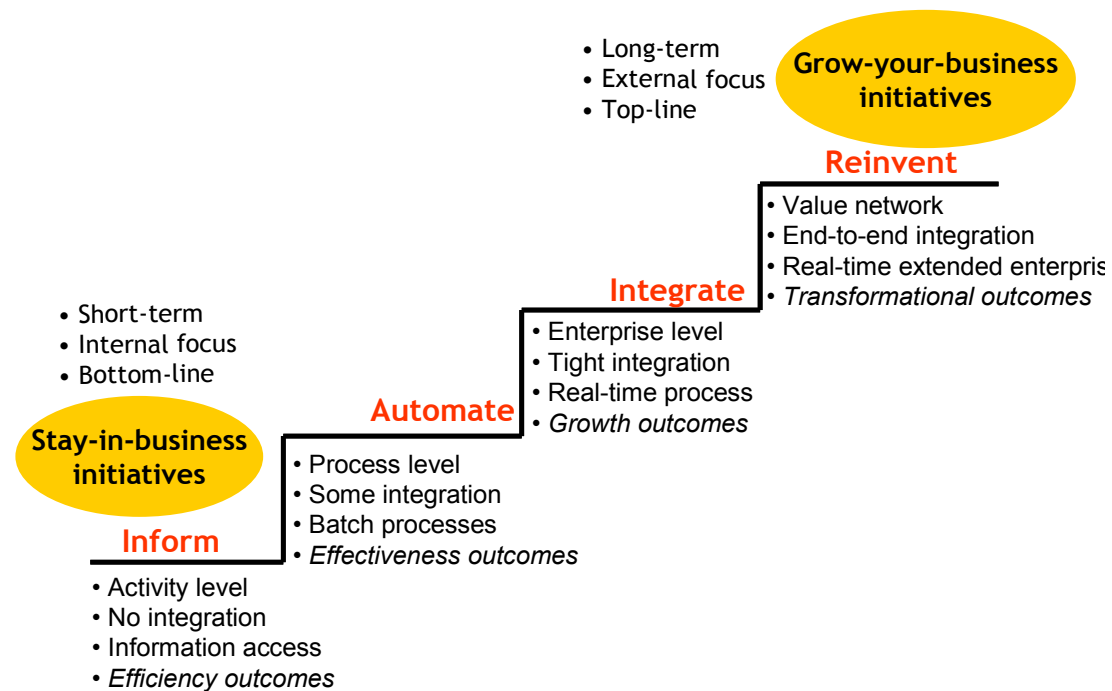 • Long-term
• External focus
• Top-line
Grow-your-business
initiatives
Reinvent
• Value network
• End-to-end integration
• Real-time extended enterpris
• Transformational outcomes
Integrate
• Enterprise level
• Tight integration
• Real-time process
• Growth outcomes
• Short-term
• Internal focus
• Bottom-line
Stay-in-business
initiatives
Automate
• Process level
• Some integration
• Batch processes
• Effectiveness outcomes
Inform
• Activity level
• No integration
• Information access
• Efficiency outcomes